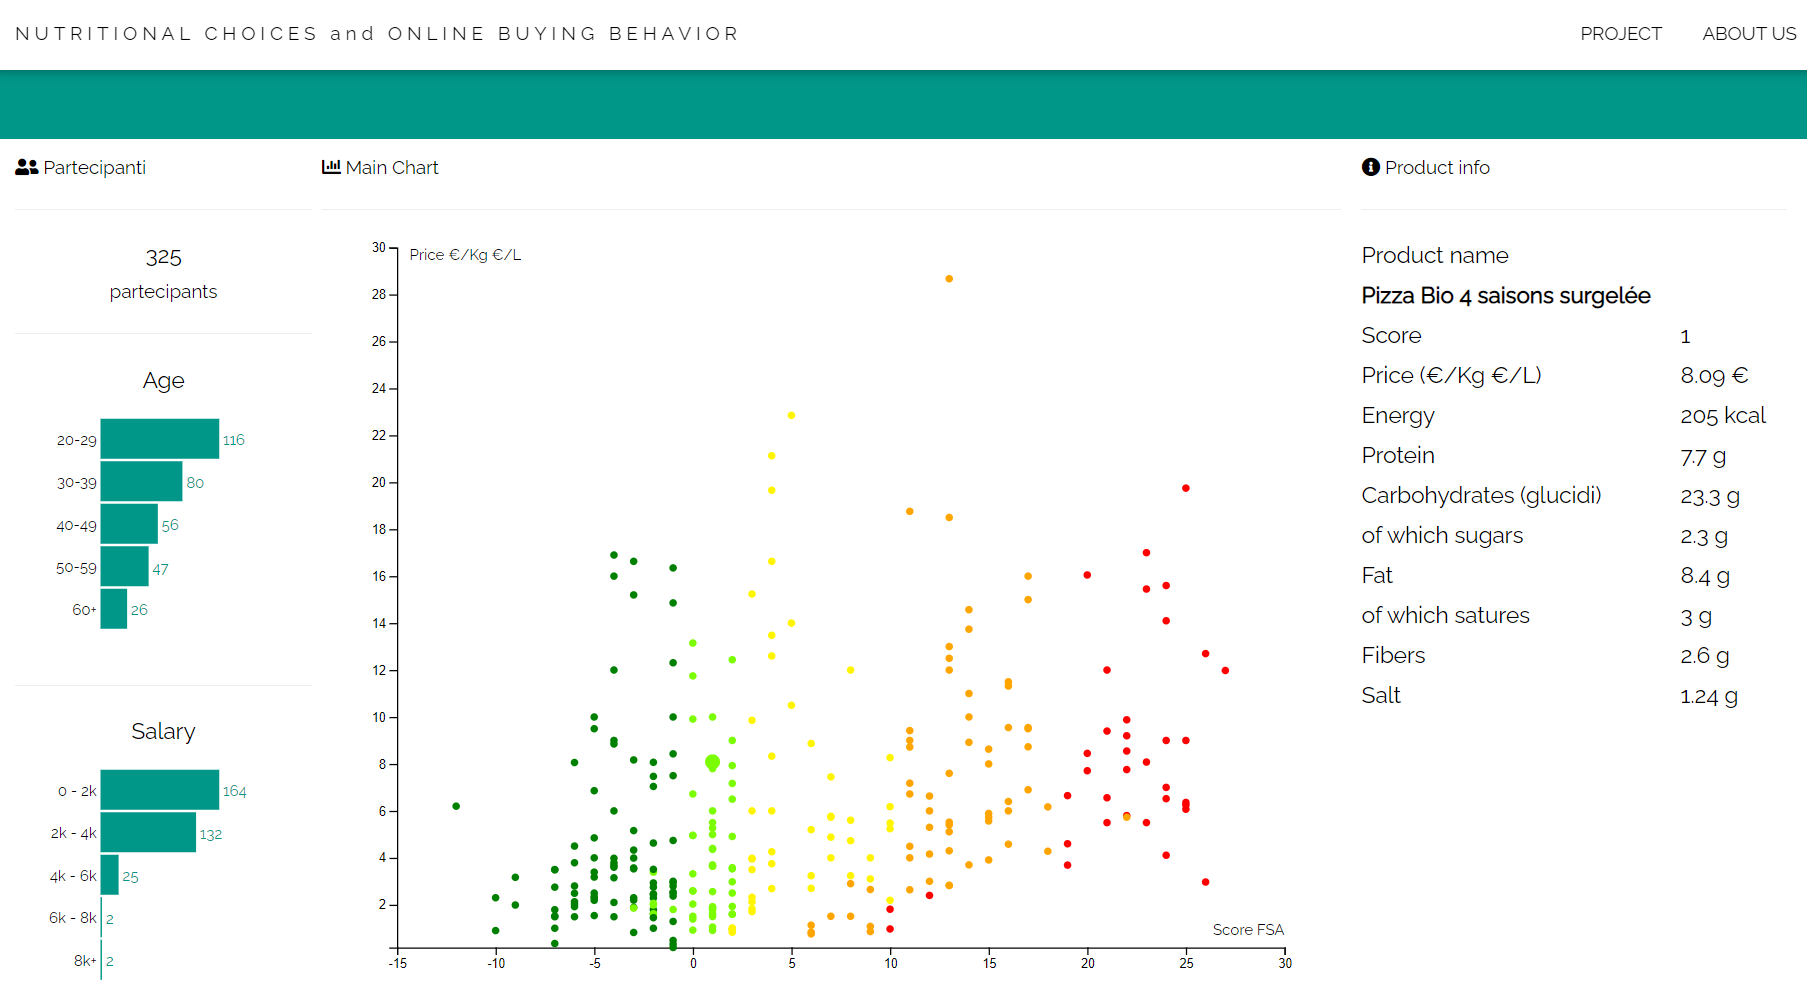 NUTRITIONAL CHOICES and ONLINE BUYING BEHAVIOR
PROJECT
ABOUT US
Partecipanti
Main Chart
Product info
325
partecipants
Age
20-29 116
30-39 80
40-49 56
50-59 47
60+ 26
Salary
0 - 2k 164
2k - 4k 132
4k - 6k 25
6k - 8k 2
8k+ 2
Price €/Kg €/L
30
28
26
24
22
20
18
16
14
12
10
8
6
4
2
Score FSA
-15 -10 -5 0 5 10 15 20 25 30
Product name
Pizza Bio 4 saisons surgelée
Score 1
Price (€/Kg €/L) 8.09 €
Energy 205 kcal
Protein 7.7 g
Carbohydrates (glucidi) 23.3 g
of which sugars 2.3 g
Fat 8.4 g
of which satures 3 g
Fibers 2.6 g
Salt 1.24 g